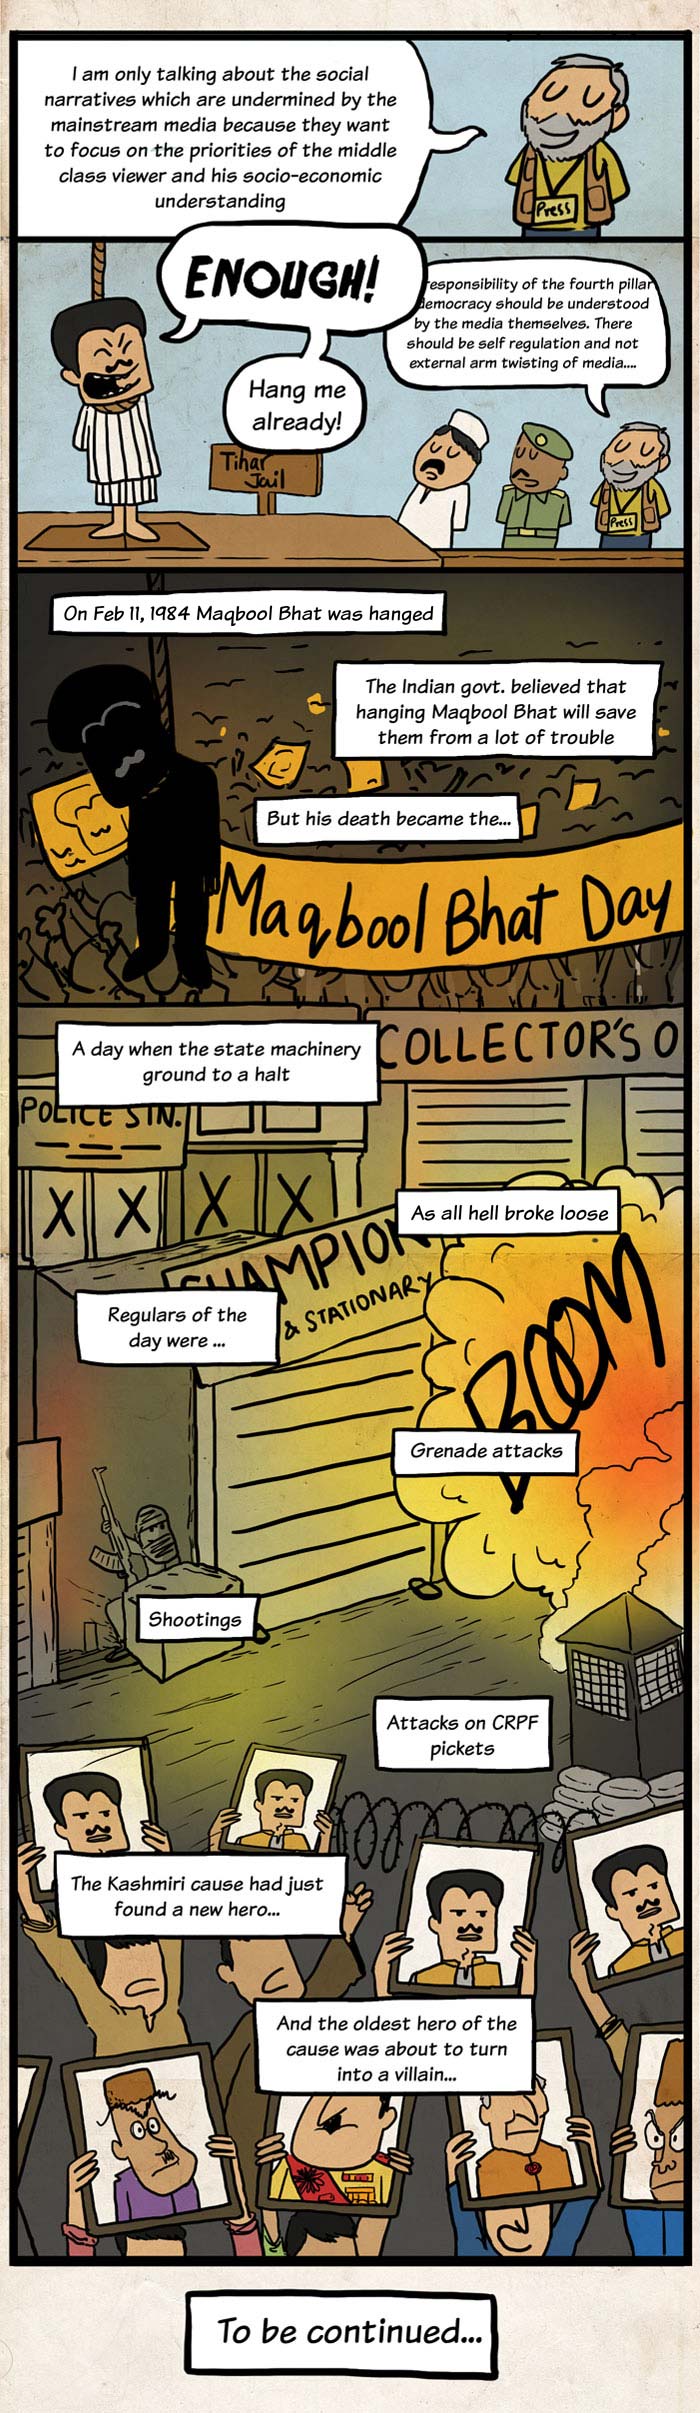 I am only talking about the social
narratives which are undermined by the
mainstream media because they want
to focus on the priorities of the middle
class viewer and his socio-economic
understanding
Press
ENOUGH!
Hang me
already!
esponsibility of the fourth pillar
democracy should be understood
by the media themselves. There
should be self regulation and not
external arm twisting of media....
Tihar
Jail
Press
On Feb 11, 1984 Maqbool Bhat was hanged
The Indian govt. believed that
hanging Maqbool Bhat will save
them from a lot of trouble
But his death became the...
Maqbool Bhat Day
A day when the state machinery
ground to a halt
COLLECTOR'S O
POLICE STN.
X X X X
As all hell broke loose
CHAMPION
& STATIONARY
Regulars of the
day were ...
BOOM
Grenade attacks
Shootings
Attacks on CRPF
pickets
The Kashmiri cause had just
found a new hero...
And the oldest hero of the
cause was about to turn
into a villain...
To be continued...